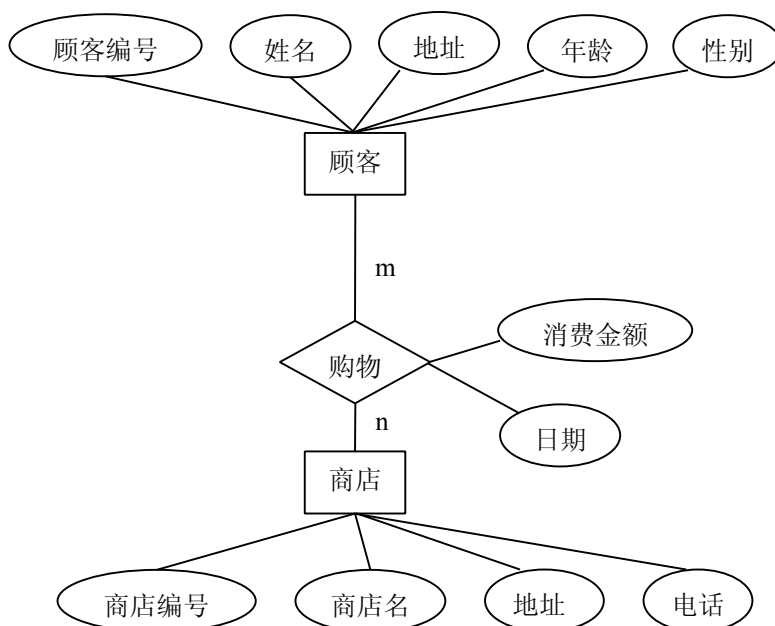 顾客编号 姓名 地址 年龄 性别
顾客
m
消费金额
购物
n
日期
商店
商店编号 商店名 地址 电话